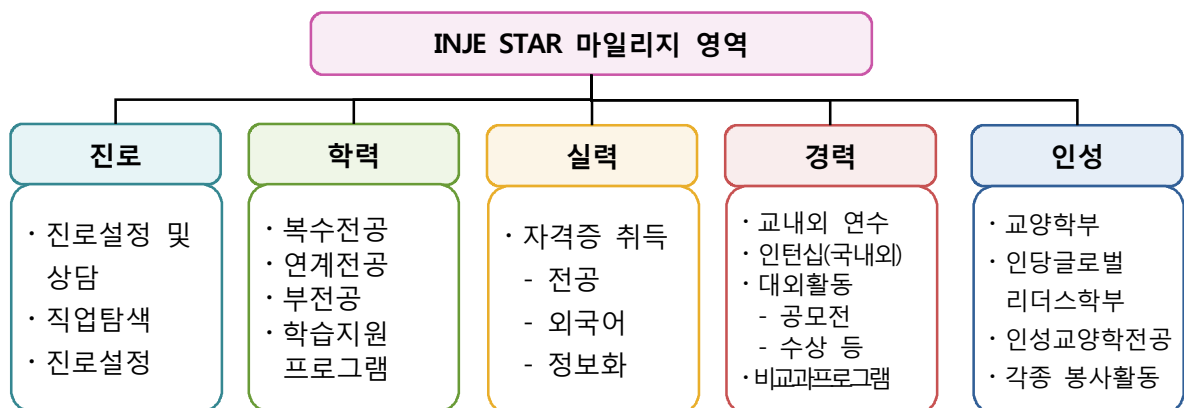 INJE STAR 마일리지 영역
진로
· 진로설정 및
상담
· 직업탐색
· 진로설정
학력
· 복수전공
· 연계전공
· 부전공
· 학습지원
프로그램
실력
· 자격증 취득
- 전공
- 외국어
- 정보화
경력
· 교내외 연수
· 인턴십(국내외)
· 대외활동
- 공모전
- 수상 등
· 비교과프로그램
인성
· 교양학부
· 인당글로벌
리더스학부
· 인성교양학전공
· 각종 봉사활동